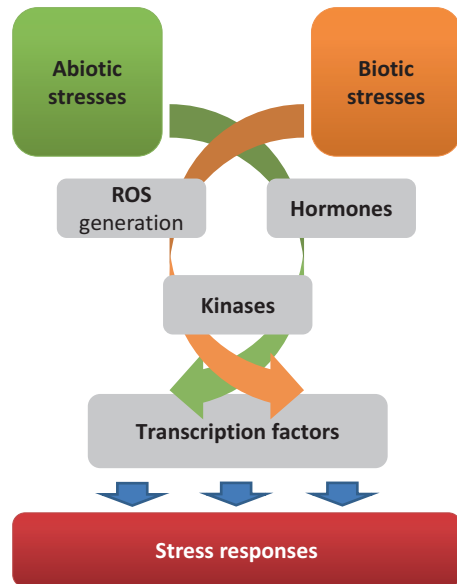 Abiotic
stresses
Biotic
stresses
ROS
generation
Hormones
Kinases
Transcription factors
Stress responses